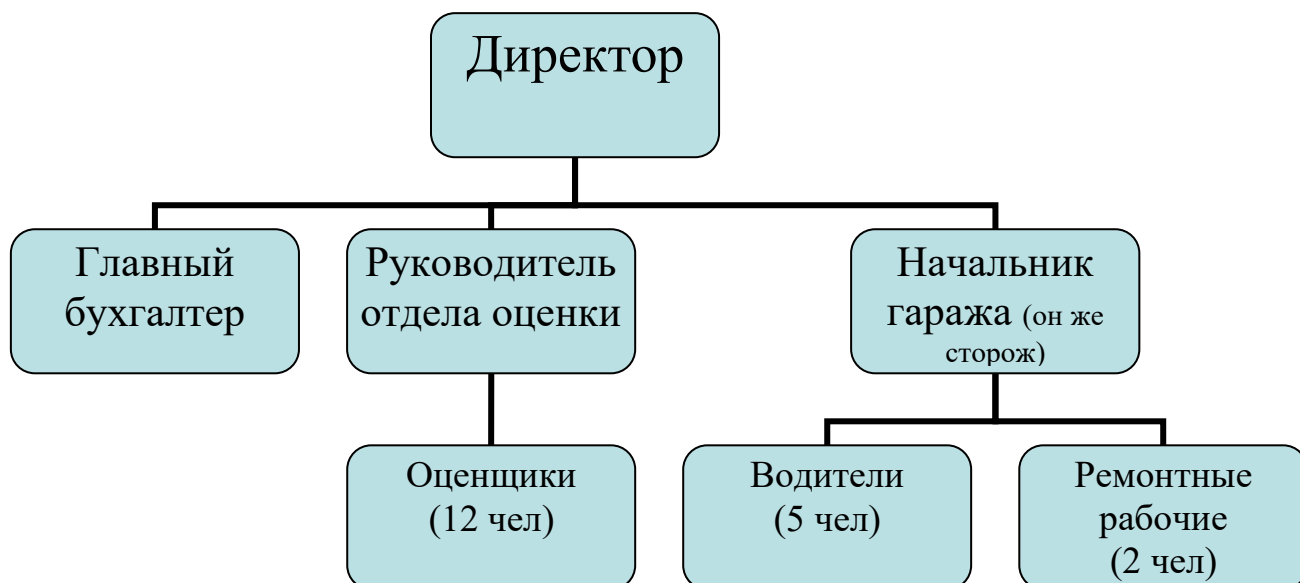 Директор
Главный
бухгалтер
Руководитель
отдела оценки
Начальник
гаража (он же
сторож)
Оценщики
(12 чел)
Водители
(5 чел)
Ремонтные
рабочие
(2 чел)